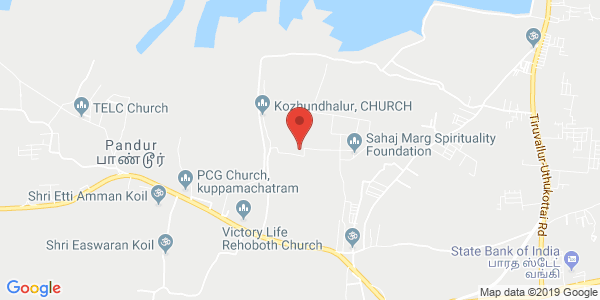 Kozhundhalur, CHURCH
TELC Church
Pandur
பாண்டூர்
Sahaj Marg Spirituality
Foundation
Tiruvallur-Uthukottai Rd
PCG Church,
kuppamachatram
Shri Etti Amman Koil
Victory Life
Rehoboth Church
Shri Easwaran Koil
State Bank of India
பாரத ஸ்டேட்
வங்கி
Google
Map data ©2019 Google